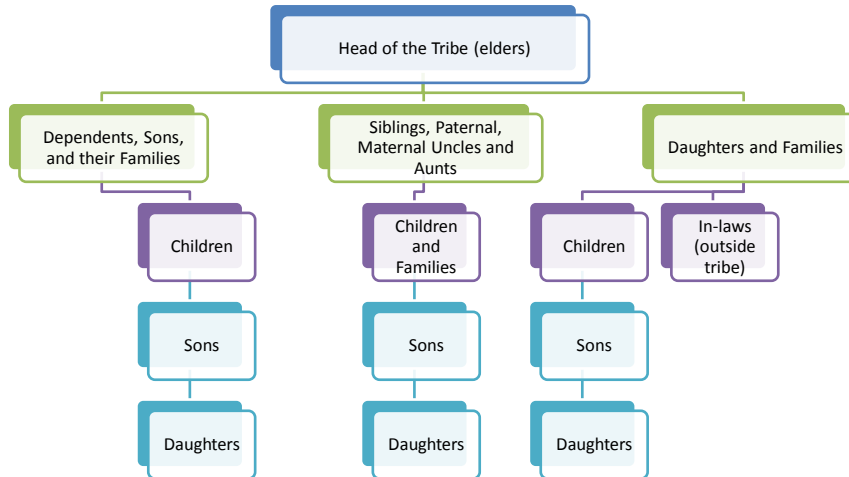 Head of the Tribe (elders)
Dependents, Sons,
and their Families
Siblings, Paternal,
Maternal Uncles and
Aunts
Daughters and Families
Children
Children
and
Families
Children
In-laws
(outside
tribe)
Sons
Sons
Sons
Daughters
Daughters
Daughters